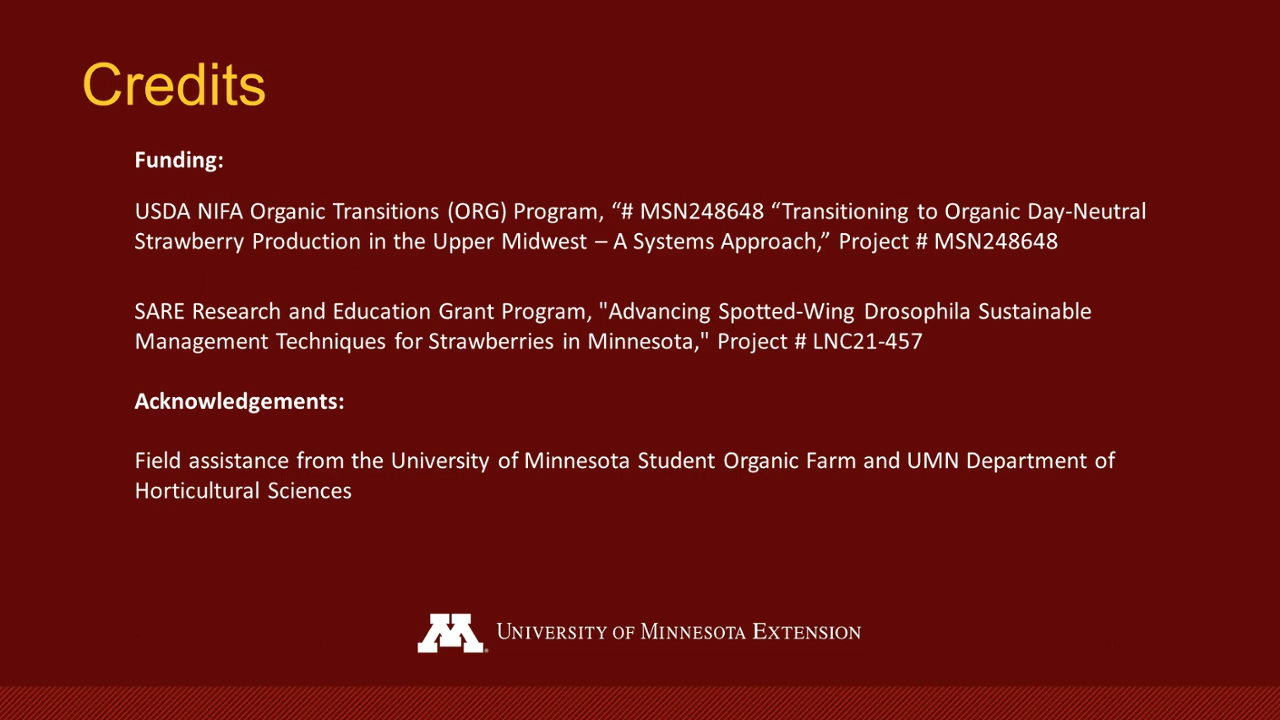 Credits
Funding:
USDA NIFA Organic Transitions (ORG) Program, “# MSN248648 “Transitioning to Organic Day-Neutral
Strawberry Production in the Upper Midwest – A Systems Approach,” Project # MSN248648
SARE Research and Education Grant Program, "Advancing Spotted-Wing Drosophila Sustainable
Management Techniques for Strawberries in Minnesota," Project # LNC21-457
Acknowledgements:
Field assistance from the University of Minnesota Student Organic Farm and UMN Department of
Horticultural Sciences
M® UNIVERSITY OF MINNESOTA EXTENSION